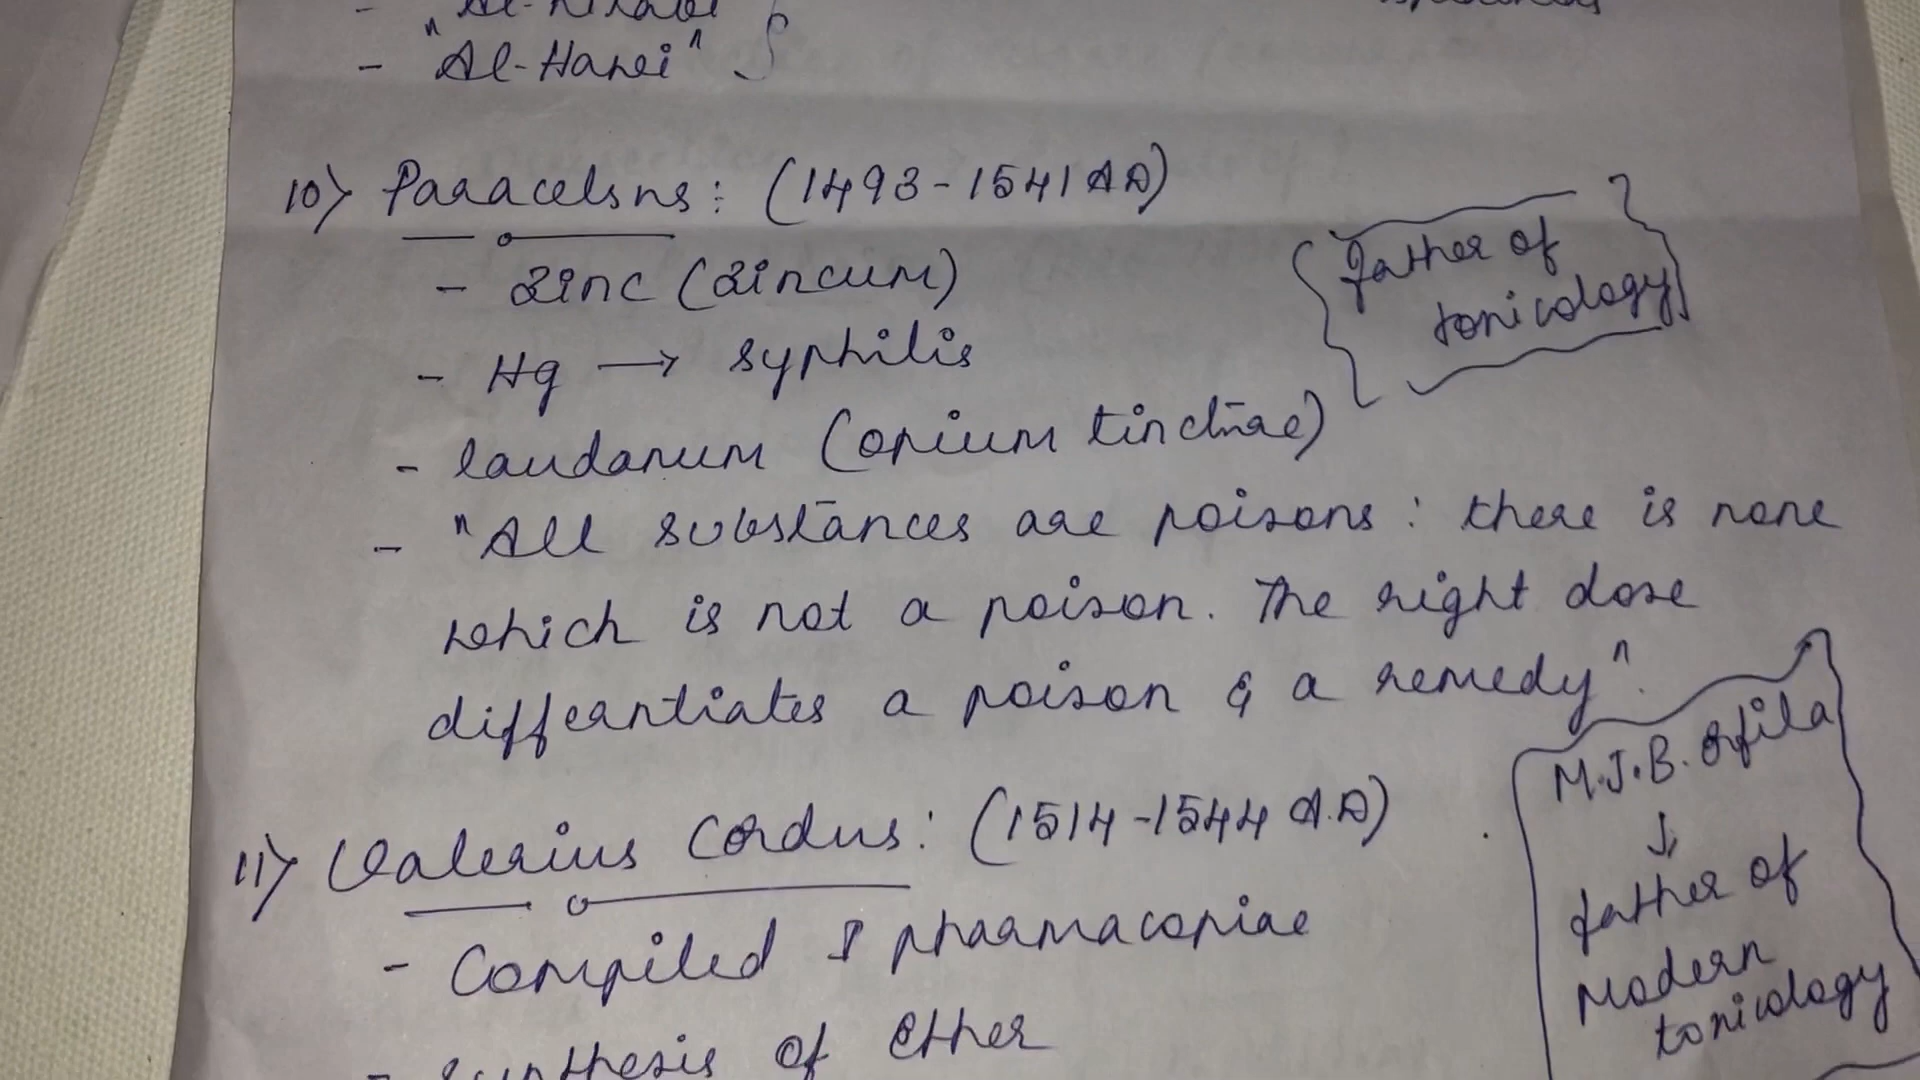 - "Al-Hawi"
10) Paracelsus: (1493-1541 AD)
- Zinc (Zincum)
father of
toxicology
- Hg → syphilis
- laudanum (opium tincturae)
- "All substances are poisons: there is none
which is not a poison. The right dose
differentiates a poison & a remedy".
M.J.B. Orfila
↓
father of
Modern
toxicology
11) Valerius Cordus: (1514-1544 A.D)
- Compiled I pharmacopiae
- synthesis of Ether